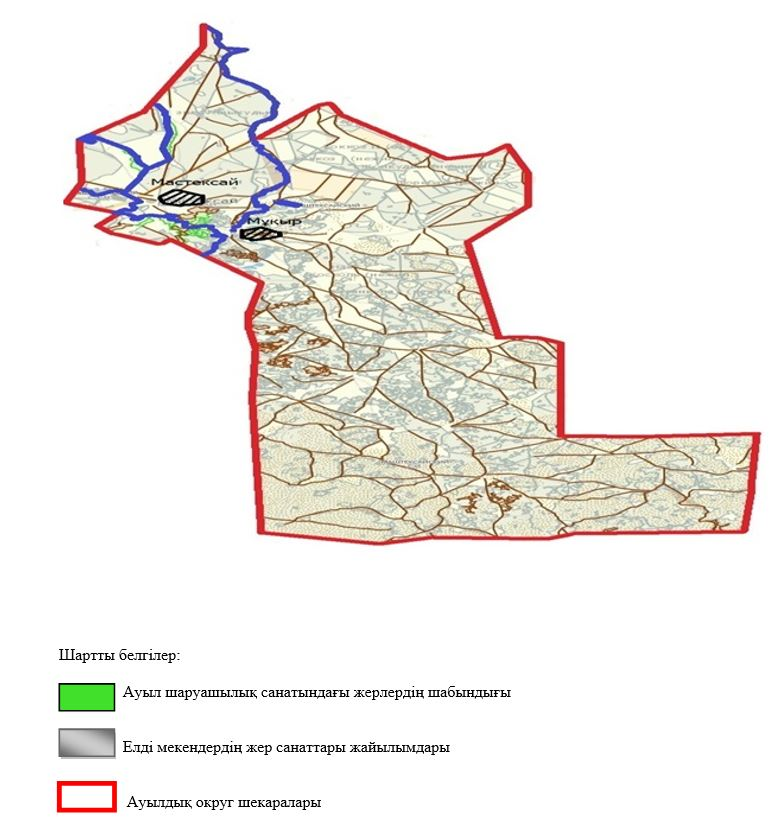 Мастексай
Мұқыр
Шартты белгілер:
Ауыл шаруашылық санатындағы жерлердің шабындығы
Елді мекендердің жер санаттары жайылымдары
Ауылдық округ шекаралары